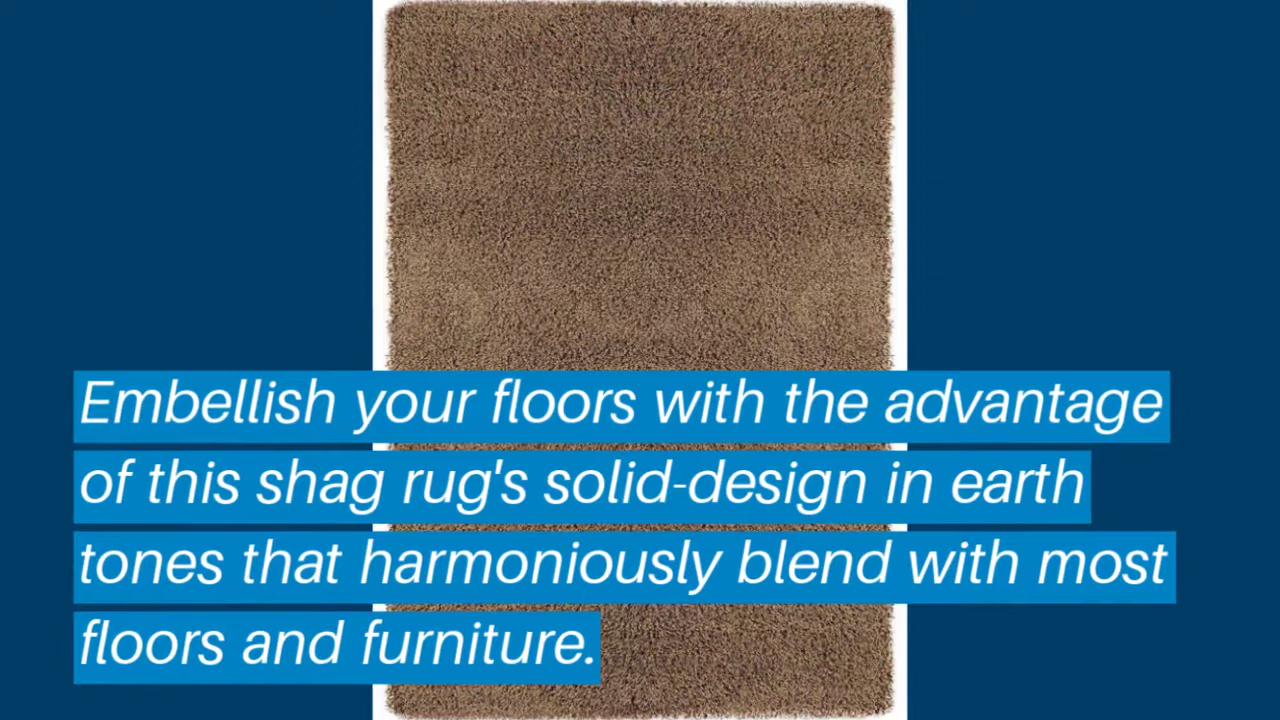 Embellish your floors with the advantage
of this shag rug's solid-design in earth
tones that harmoniously blend with most
floors and furniture.